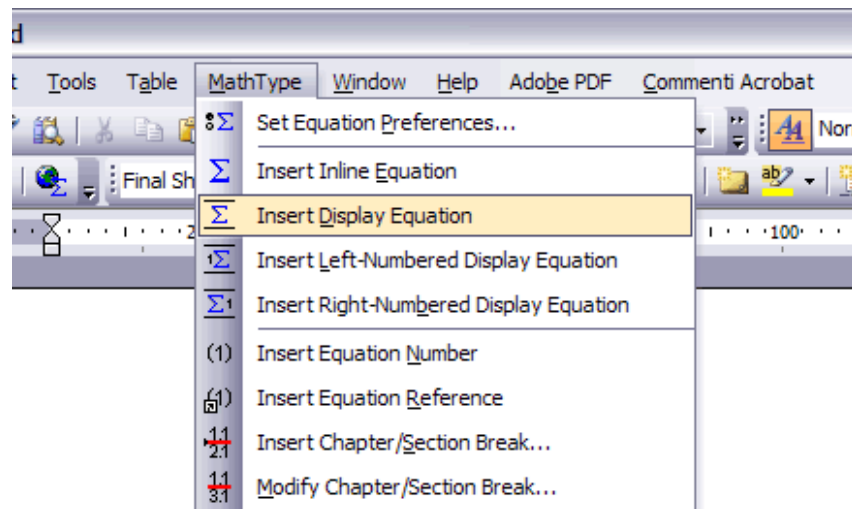 Tools Table MathType Window Help Adobe PDF Commenti Acrobat
Set Equation Preferences...
Final Sh
Insert Inline Equation
Insert Display Equation
100
Insert Left-Numbered Display Equation
Insert Right-Numbered Display Equation
(1) Insert Equation Number
(1) Insert Equation Reference
Insert Chapter/Section Break...
Modify Chapter/Section Break...